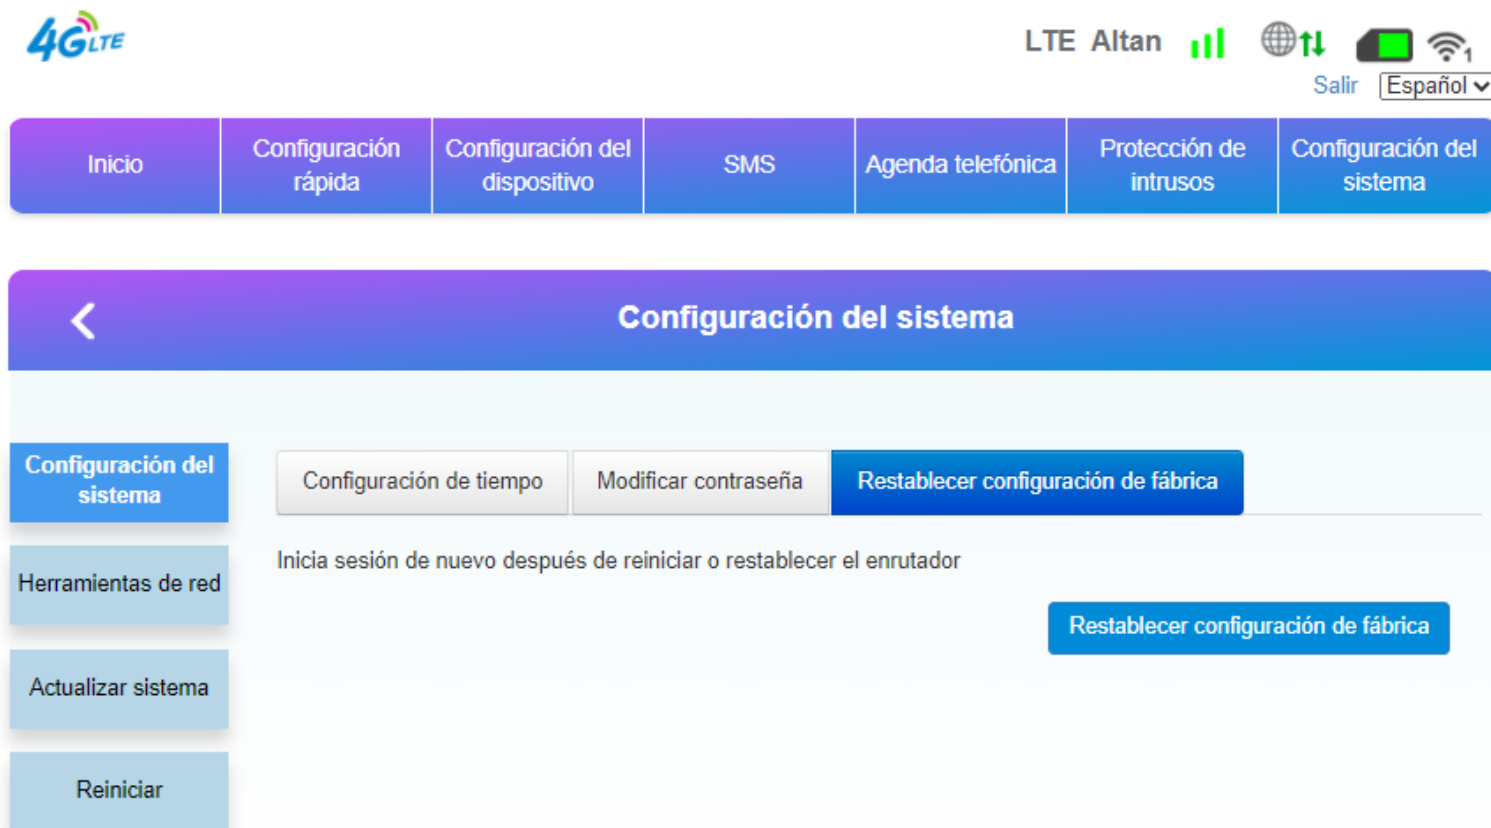 4G LTE
LTE Altan
1
Salir Español
Inicio
Configuración rápida
Configuración del dispositivo
SMS
Agenda telefónica
Protección de intrusos
Configuración del sistema
Configuración del sistema
Configuración del
sistema
Configuración de tiempo
Modificar contraseña
Restablecer configuración de fábrica
Herramientas de red
Inicia sesión de nuevo después de reiniciar o restablecer el enrutador
Restablecer configuración de fábrica
Actualizar sistema
Reiniciar